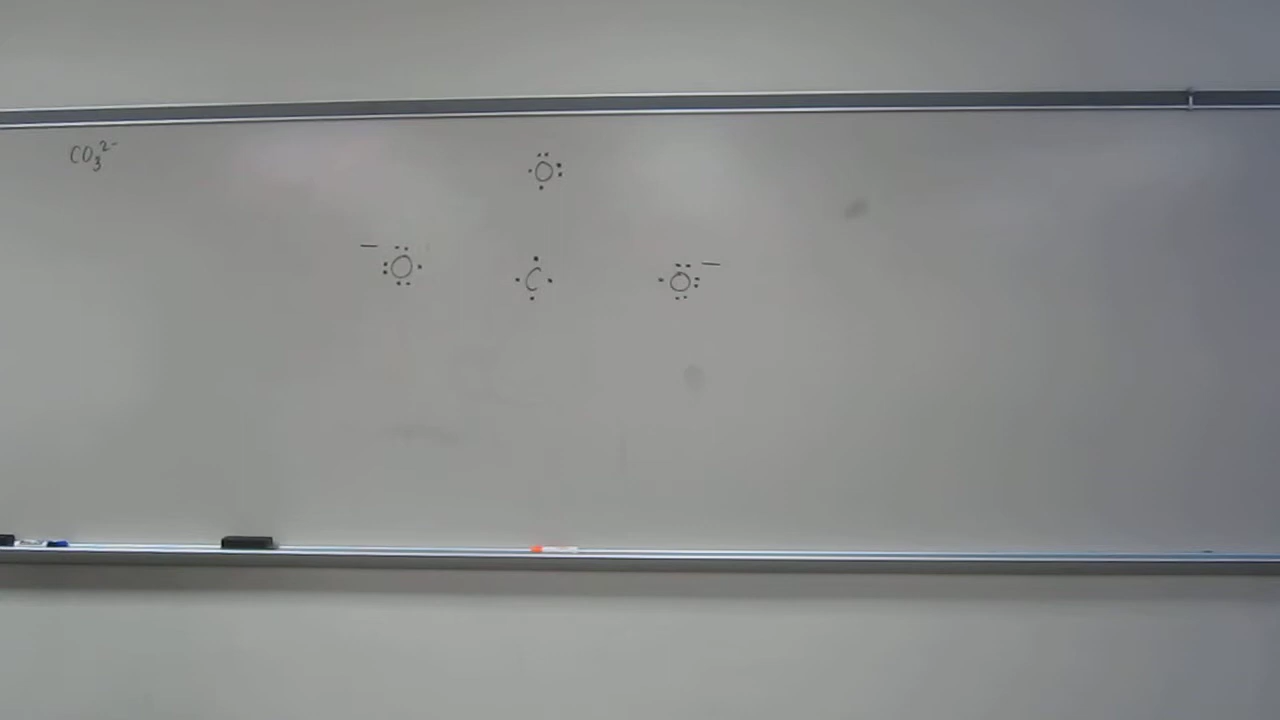 CO₃²⁻
O
⁻ O C O ⁻